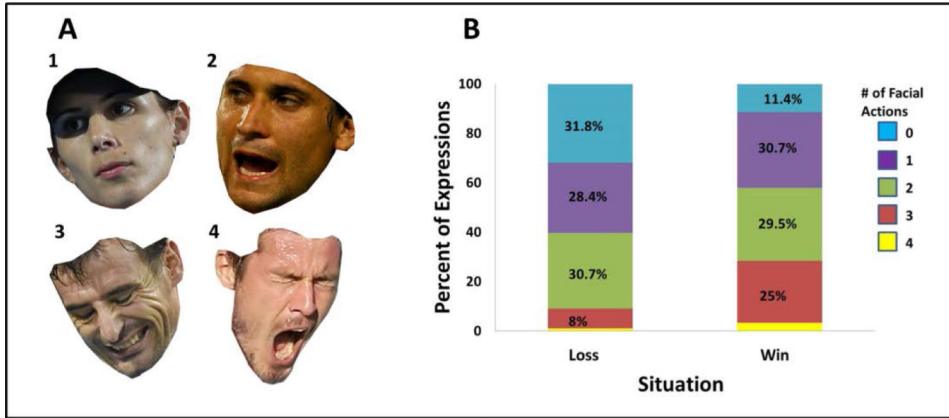 A
1
2
3
4
B
Percent of Expressions
100
80
60
40
20
0
31.8%
28.4%
30.7%
8%
11.4%
30.7%
29.5%
25%
Loss
Win
Situation
# of Facial
Actions
0
1
2
3
4